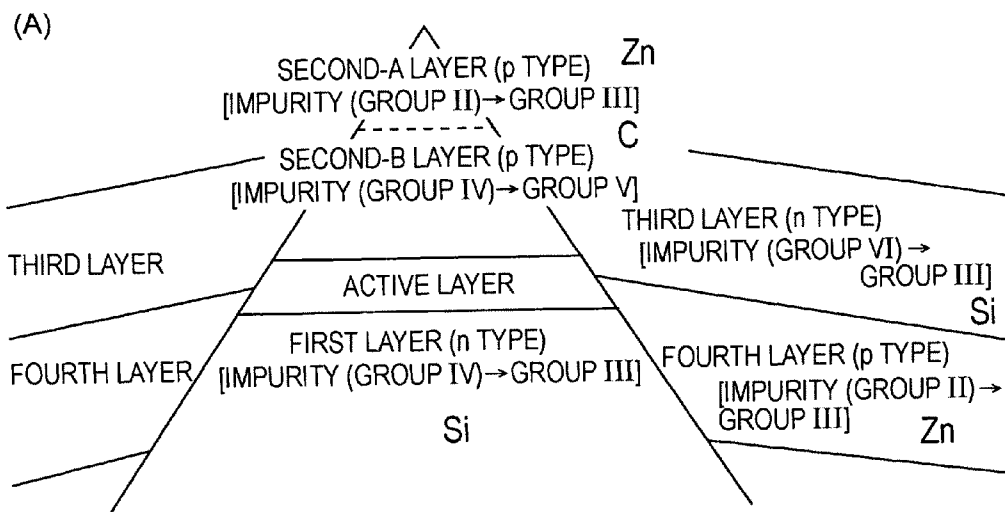 (A)
SECOND-A LAYER (p TYPE) Zn
[IMPURITY (GROUP II)→GROUP III]
C
SECOND-B LAYER (p TYPE)
[IMPURITY (GROUP IV)→GROUP V]
THIRD LAYER
THIRD LAYER (n TYPE)
[IMPURITY (GROUP VI)→
GROUP III]
Si
ACTIVE LAYER
FIRST LAYER (n TYPE)
[IMPURITY (GROUP IV)→GROUP III]
Si
FOURTH LAYER
FOURTH LAYER (p TYPE)
[IMPURITY (GROUP II)→
GROUP III]
Zn